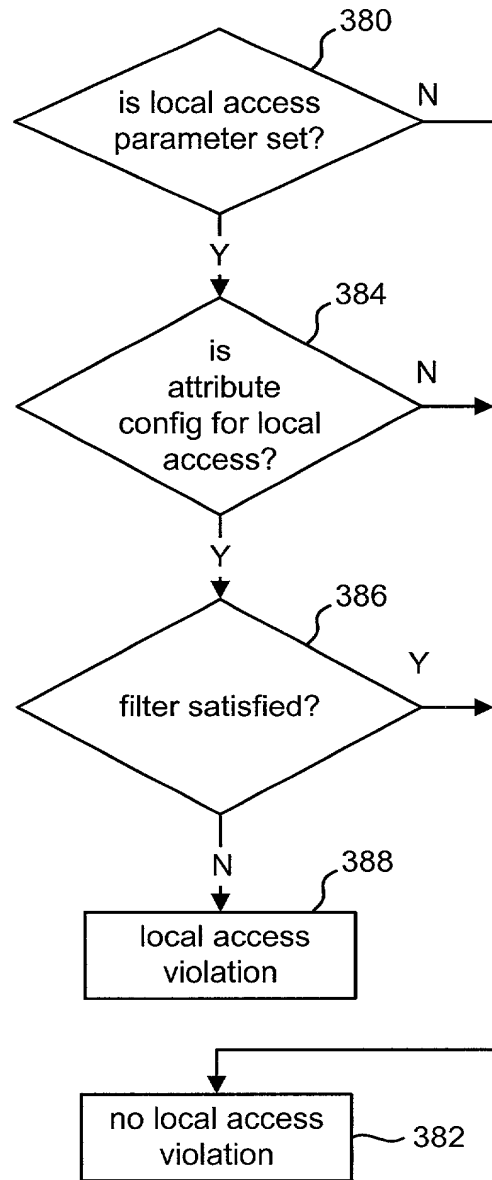 380
is local access
parameter set?
N
Y
384
is
attribute
config for local
access?
N
Y
386
filter satisfied?
Y
N
388
local access
violation
no local access
violation
382